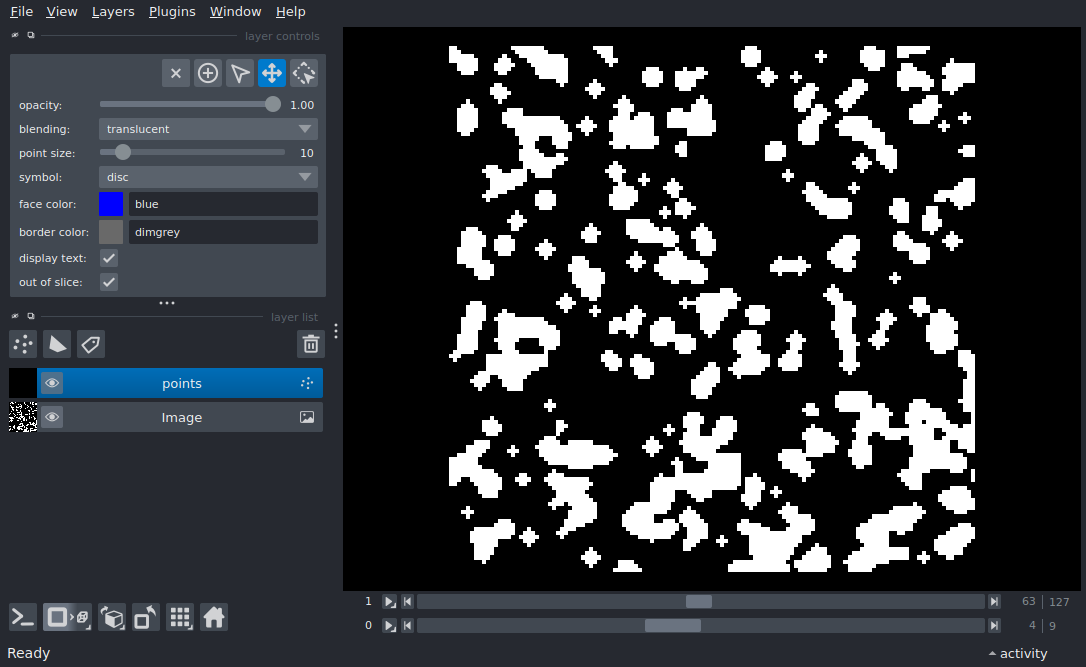 File View Layers Plugins Window Help
layer controls
opacity: 1.00
blending: translucent
point size: 10
symbol: disc
face color: blue
border color: dimgrey
display text:
out of slice:
layer list
points
Image
1 63 127
0 4 9
Ready activity